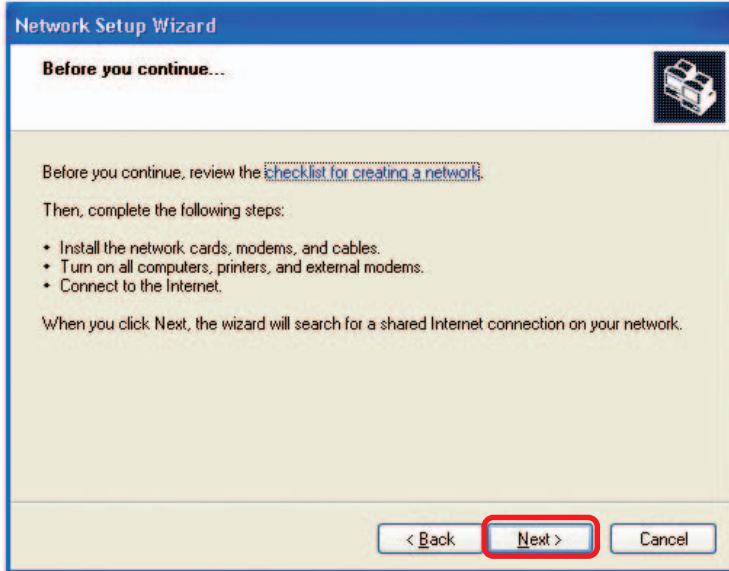 Network Setup Wizard
Before you continue...
Before you continue, review the checklist for creating a network.
Then, complete the following steps:
• Install the network cards, modems, and cables.
• Turn on all computers, printers, and external modems.
• Connect to the Internet.
When you click Next, the wizard will search for a shared Internet connection on your network.
< Back Next > Cancel